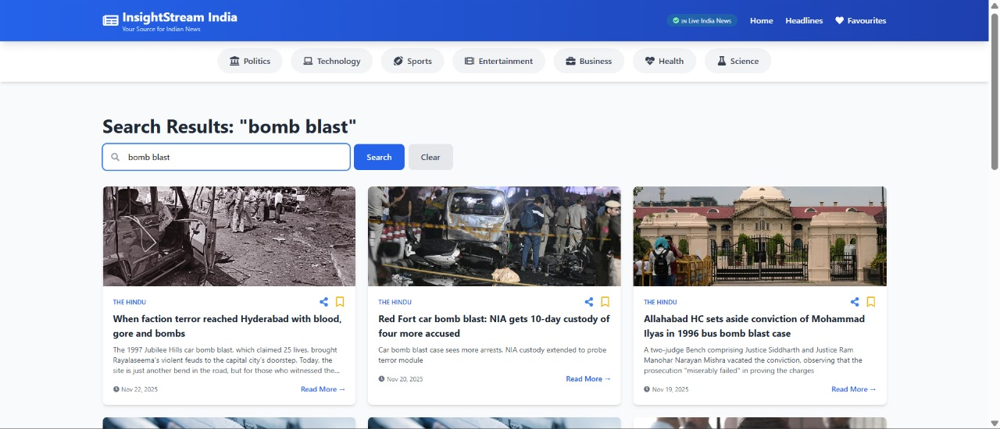 InsightStream India
Your Source for Indian News
IN Live India News
Home
Headlines
Favourites
Politics
Technology
Sports
Entertainment
Business
Health
Science
Search Results: "bomb blast"
bomb blast
Search
Clear
THE HINDU
When faction terror reached Hyderabad with blood,
gore and bombs
The 1997 Jubilee Hills car bomb blast, which claimed 25 lives, brought
Rayalaseema's violent feuds to the capital city's doorstep. Today, the
site is just another bend in the road, but for those who witnessed the...
Nov 22, 2025
Read More →
THE HINDU
Red Fort car bomb blast: NIA gets 10-day custody of
four more accused
Car bomb blast case sees more arrests, NIA custody extended to probe
terror module
Nov 20, 2025
Read More →
THE HINDU
Allahabad HC sets aside conviction of Mohammad
Ilyas in 1996 bus bomb blast case
A two-judge Bench comprising Justice Siddharth and Justice Ram
Manohar Narayan Mishra vacated the conviction, observing that the
prosecution "miserably failed" in proving the charges
Nov 19, 2025
Read More →